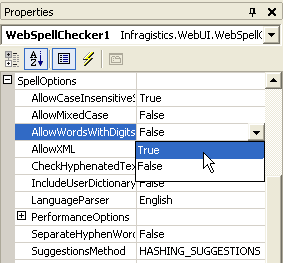 Properties
WebSpellChecker1 Infragistics.WebUI.WebSpellC
SpellOptions
AllowCaseInsensitiveS True
AllowMixedCase False
AllowWordsWithDigits False
AllowXML True
CheckHyphenatedTex False
IncludeUserDictionary False
LanguageParser English
PerformanceOptions
SeparateHyphenWord False
SuggestionsMethod HASHING_SUGGESTIONS